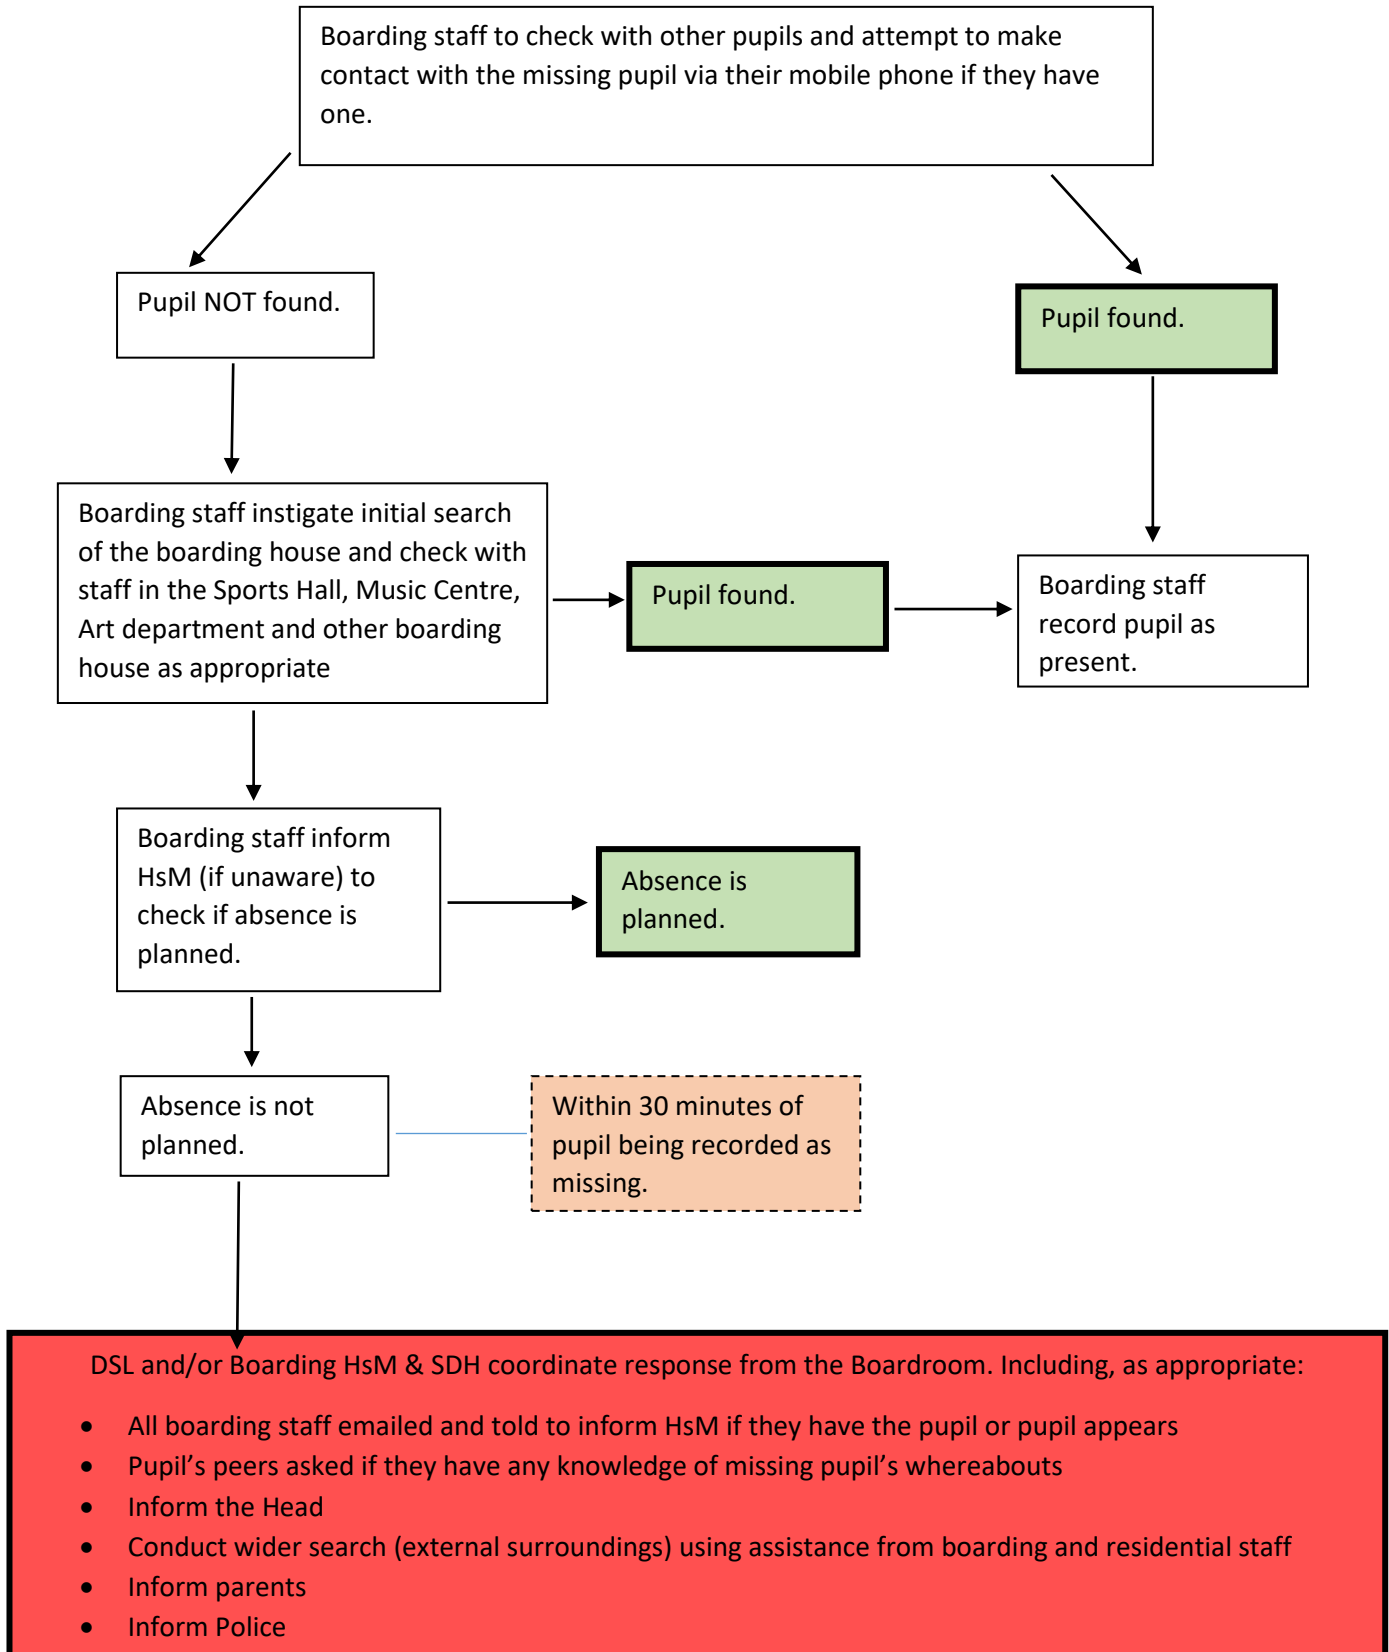 Boarding staff to check with other pupils and attempt to make
contact with the missing pupil via their mobile phone if they have
one.
Pupil NOT found.
Pupil found.
Boarding staff instigate initial search
of the boarding house and check with
staff in the Sports Hall, Music Centre,
Art department and other boarding
house as appropriate
Pupil found.
Boarding staff
record pupil as
present.
Boarding staff inform
HsM (if unaware) to
check if absence is
planned.
Absence is
planned.
Absence is not
planned.
Within 30 minutes of
pupil being recorded as
missing.
DSL and/or Boarding HsM & SDH coordinate response from the Boardroom. Including, as appropriate:
• All boarding staff emailed and told to inform HsM if they have the pupil or pupil appears
• Pupil’s peers asked if they have any knowledge of missing pupil’s whereabouts
• Inform the Head
• Conduct wider search (external surroundings) using assistance from boarding and residential staff
• Inform parents
• Inform Police